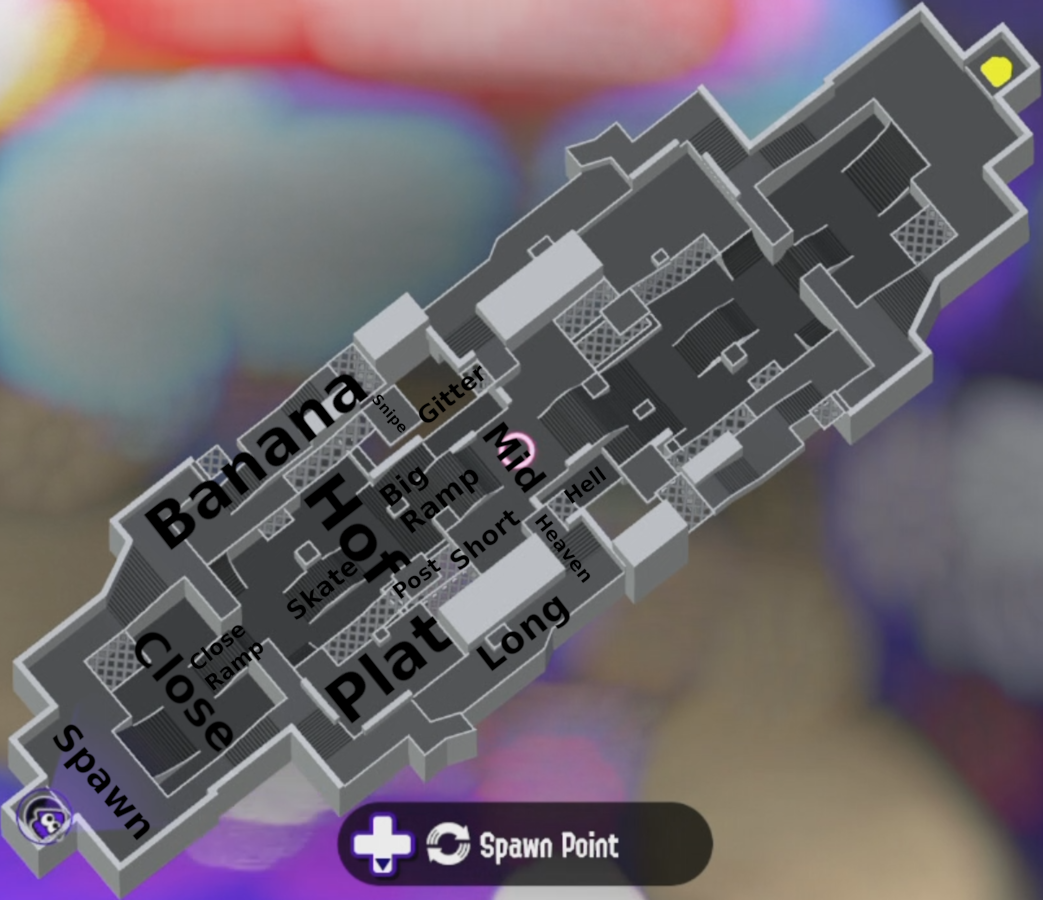 Banana
Snipe
Gitter
Mid
Hof
Big
Ramp
Hell
Short
Heaven
Skate
Post
Long
Plat
Close
Close
Ramp
Spawn
Spawn Point